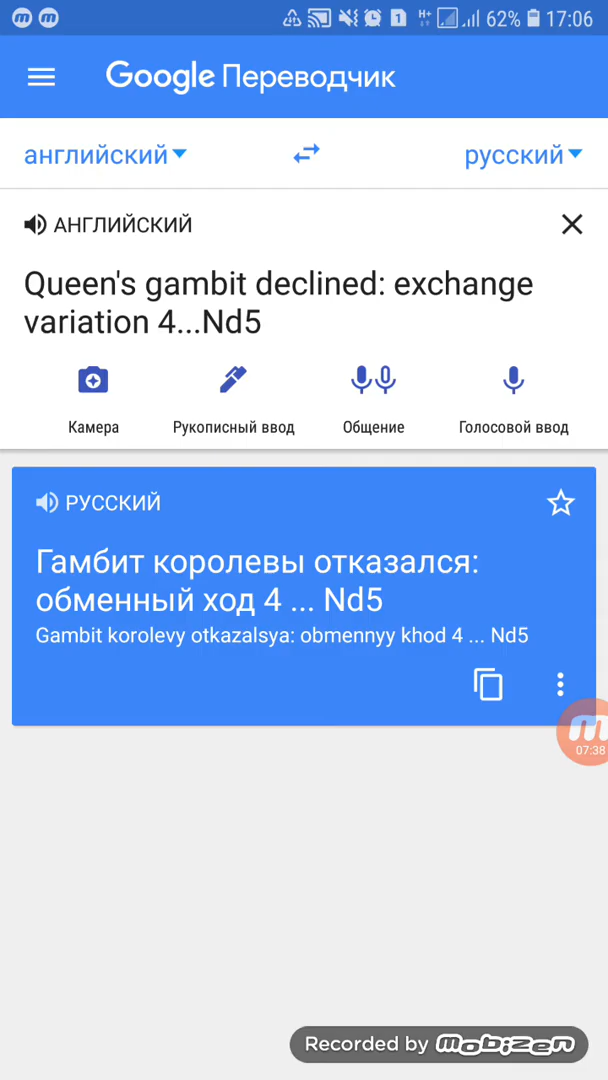 H+ 1 62% 17:06
Google Переводчик
английский русский
АНГЛИЙСКИЙ
Queen's gambit declined: exchange
variation 4...Nd5
Камера Рукописный ввод Общение Голосовой ввод
РУССКИЙ
Гамбит королевы отказался:
обменный ход 4 ... Nd5
Gambit korolevy otkazalsya: obmennyy khod 4 ... Nd5
07:38
Recorded by mobizen